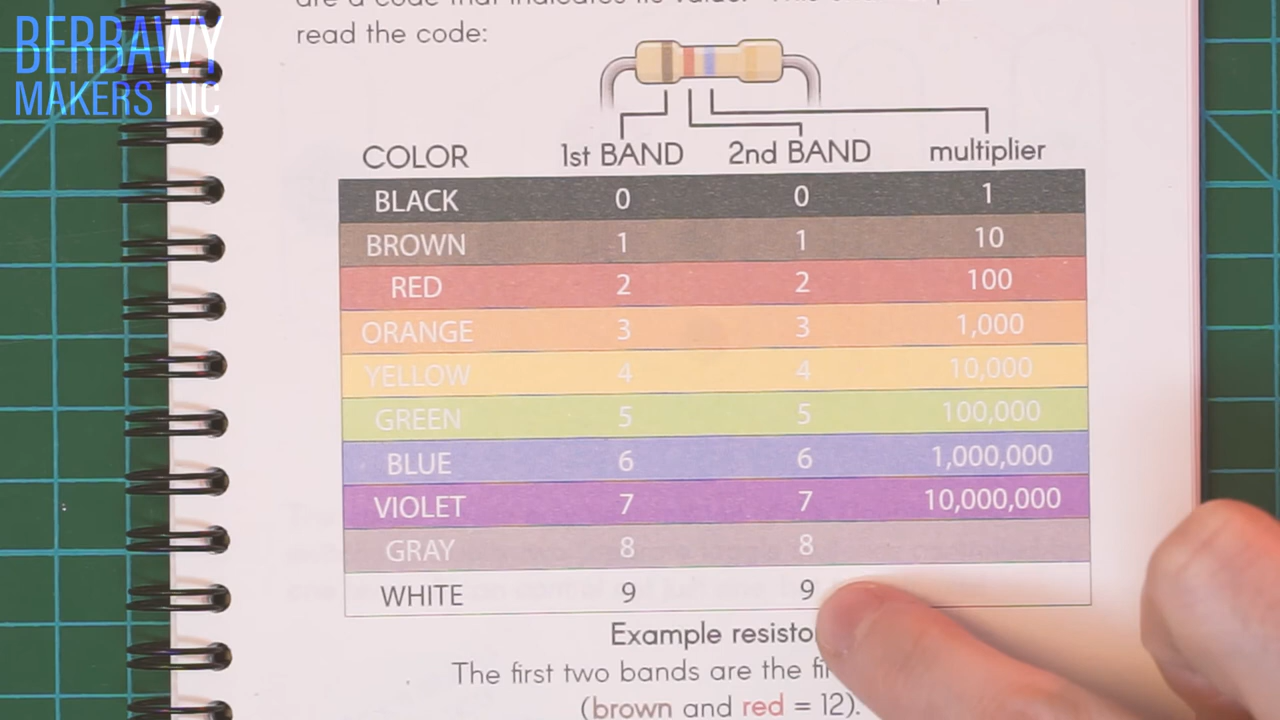 BERBAWY
MAKERS INC
read the code:
COLOR 1st BAND 2nd BAND multiplier
BLACK 0 0 1
BROWN 1 1 10
RED 2 2 100
ORANGE 3 3 1,000
YELLOW 4 4 10,000
GREEN 5 5 100,000
BLUE 6 6 1,000,000
VIOLET 7 7 10,000,000
GRAY 8 8
WHITE 9 9
Example
The first two bands are the
(brown and red = 12).